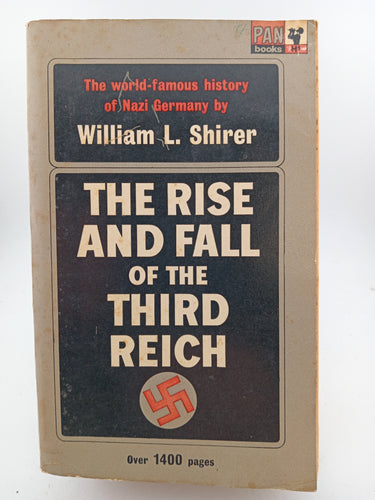 PAN
books
The world-famous history
of Nazi Germany by
William L. Shirer
THE RISE
AND FALL
OF THE
THIRD
REICH
Over 1400 pages